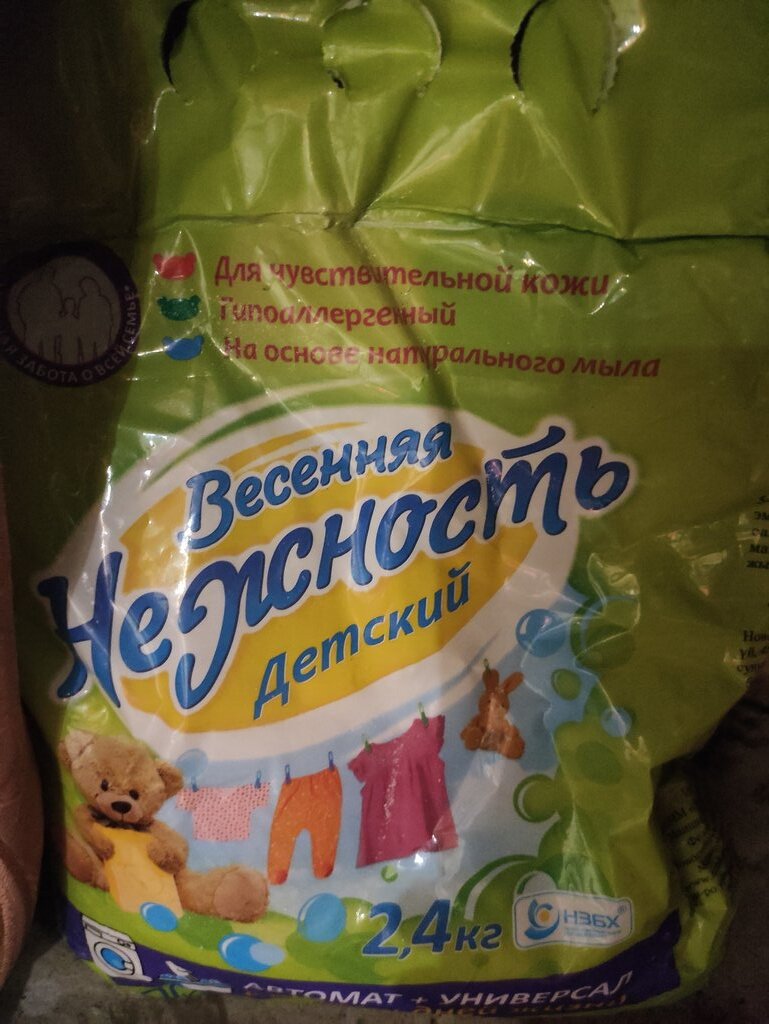 Для чувствительной кожи
Гипоаллергенный
На основе натурального мыла
ЗАБОТА О ВСЕЙ СЕМЬЕ
Весенняя
Нежность
Детский
2,4кг
НЗБХ®
АВТОМАТ + УНИВЕРСАЛ